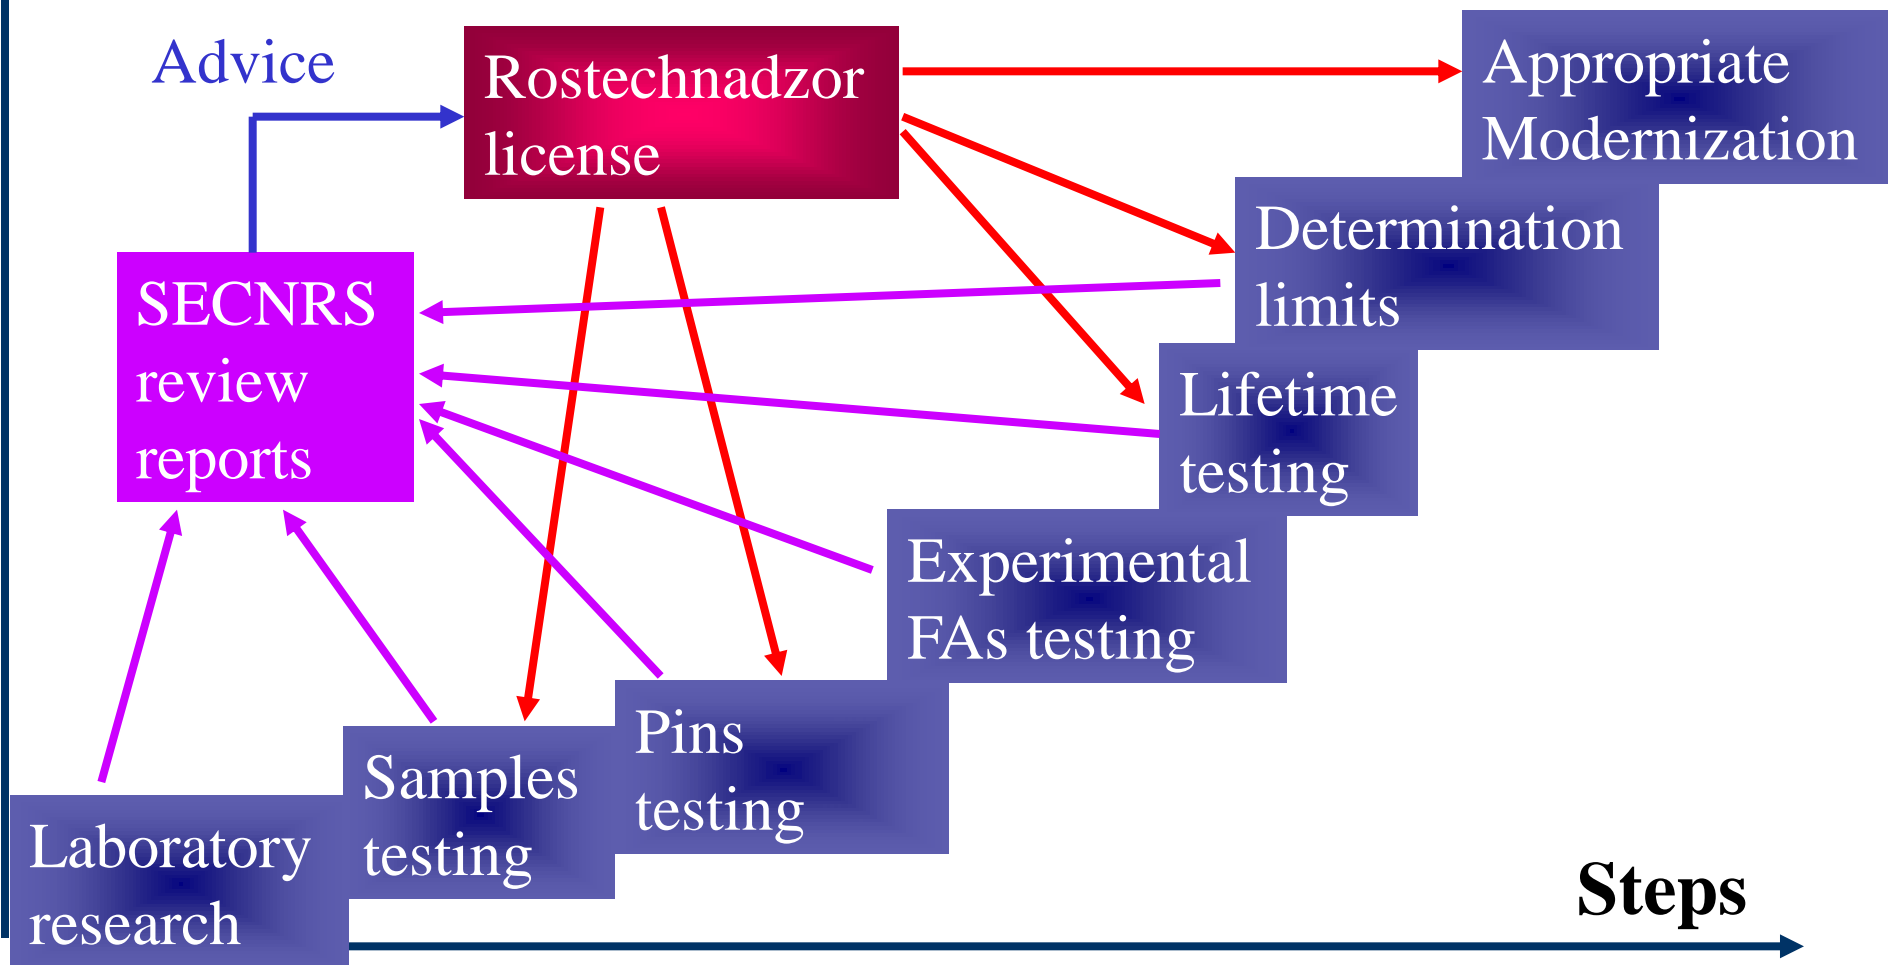 Advice
Rostechnadzor
license
Appropriate
Modernization
Determination
limits
SECNRS
review
reports
Lifetime
testing
Experimental
FAs testing
Pins
testing
Samples
testing
Laboratory
research
Steps